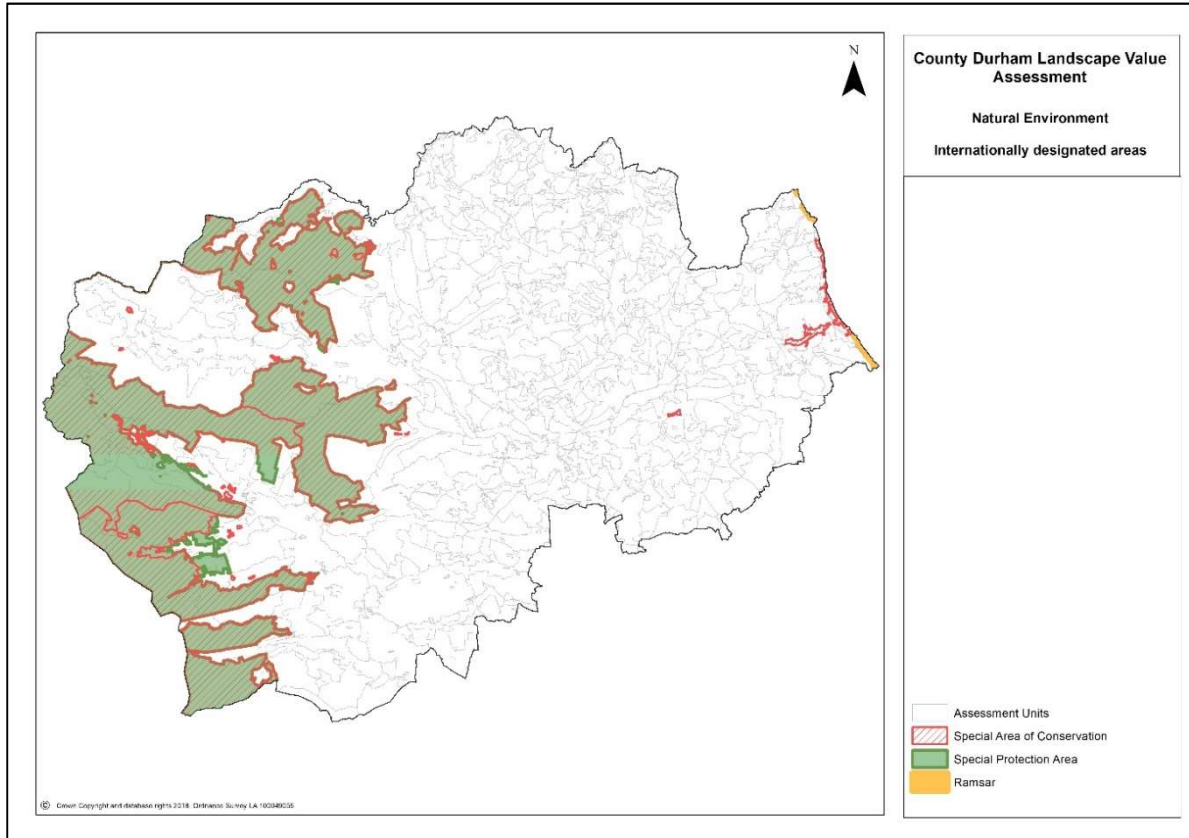 N
County Durham Landscape Value
Assessment
Natural Environment
Internationally designated areas
Assessment Units
Special Area of Conservation
Special Protection Area
Ramsar
© Crown Copyright and database rights 2018. Ordnance Survey LA 100049055